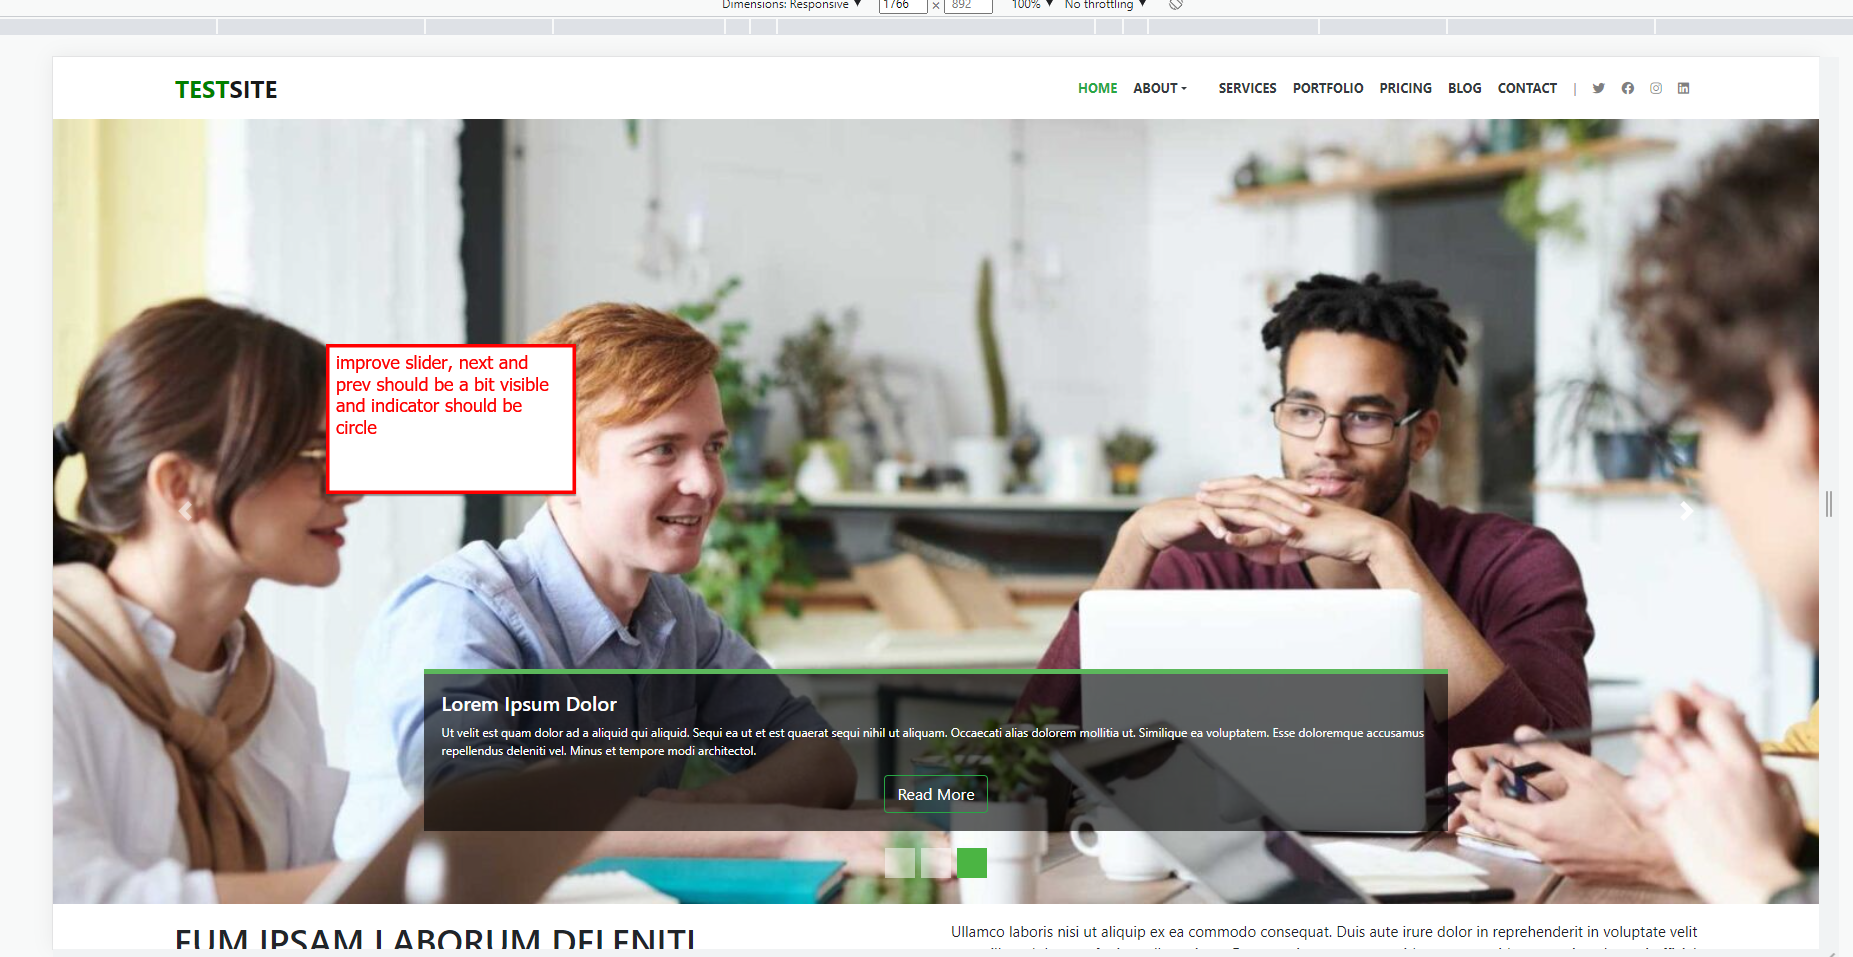 Dimensions: Responsive ▼ 1766 × 892 100% ▼ No throttling ▼
TESTSITE
HOME ABOUT SERVICES PORTFOLIO PRICING BLOG CONTACT |
improve slider, next and
prev should be a bit visible
and indicator should be
circle
Lorem Ipsum Dolor
Ut velit est quam dolor ad a aliquid qui aliquid. Sequi ea ut et est quaerat sequi nihil ut aliquam. Occaecati alias dolorem mollitia ut. Similique ea voluptatem. Esse doloremque accusamus
repellendus deleniti vel. Minus et tempore modi architectol.
Read More
EUM IPSAM LABORUM DELENITI
Ullamco laboris nisi ut aliquip ex ea commodo consequat. Duis aute irure dolor in reprehenderit in voluptate velit